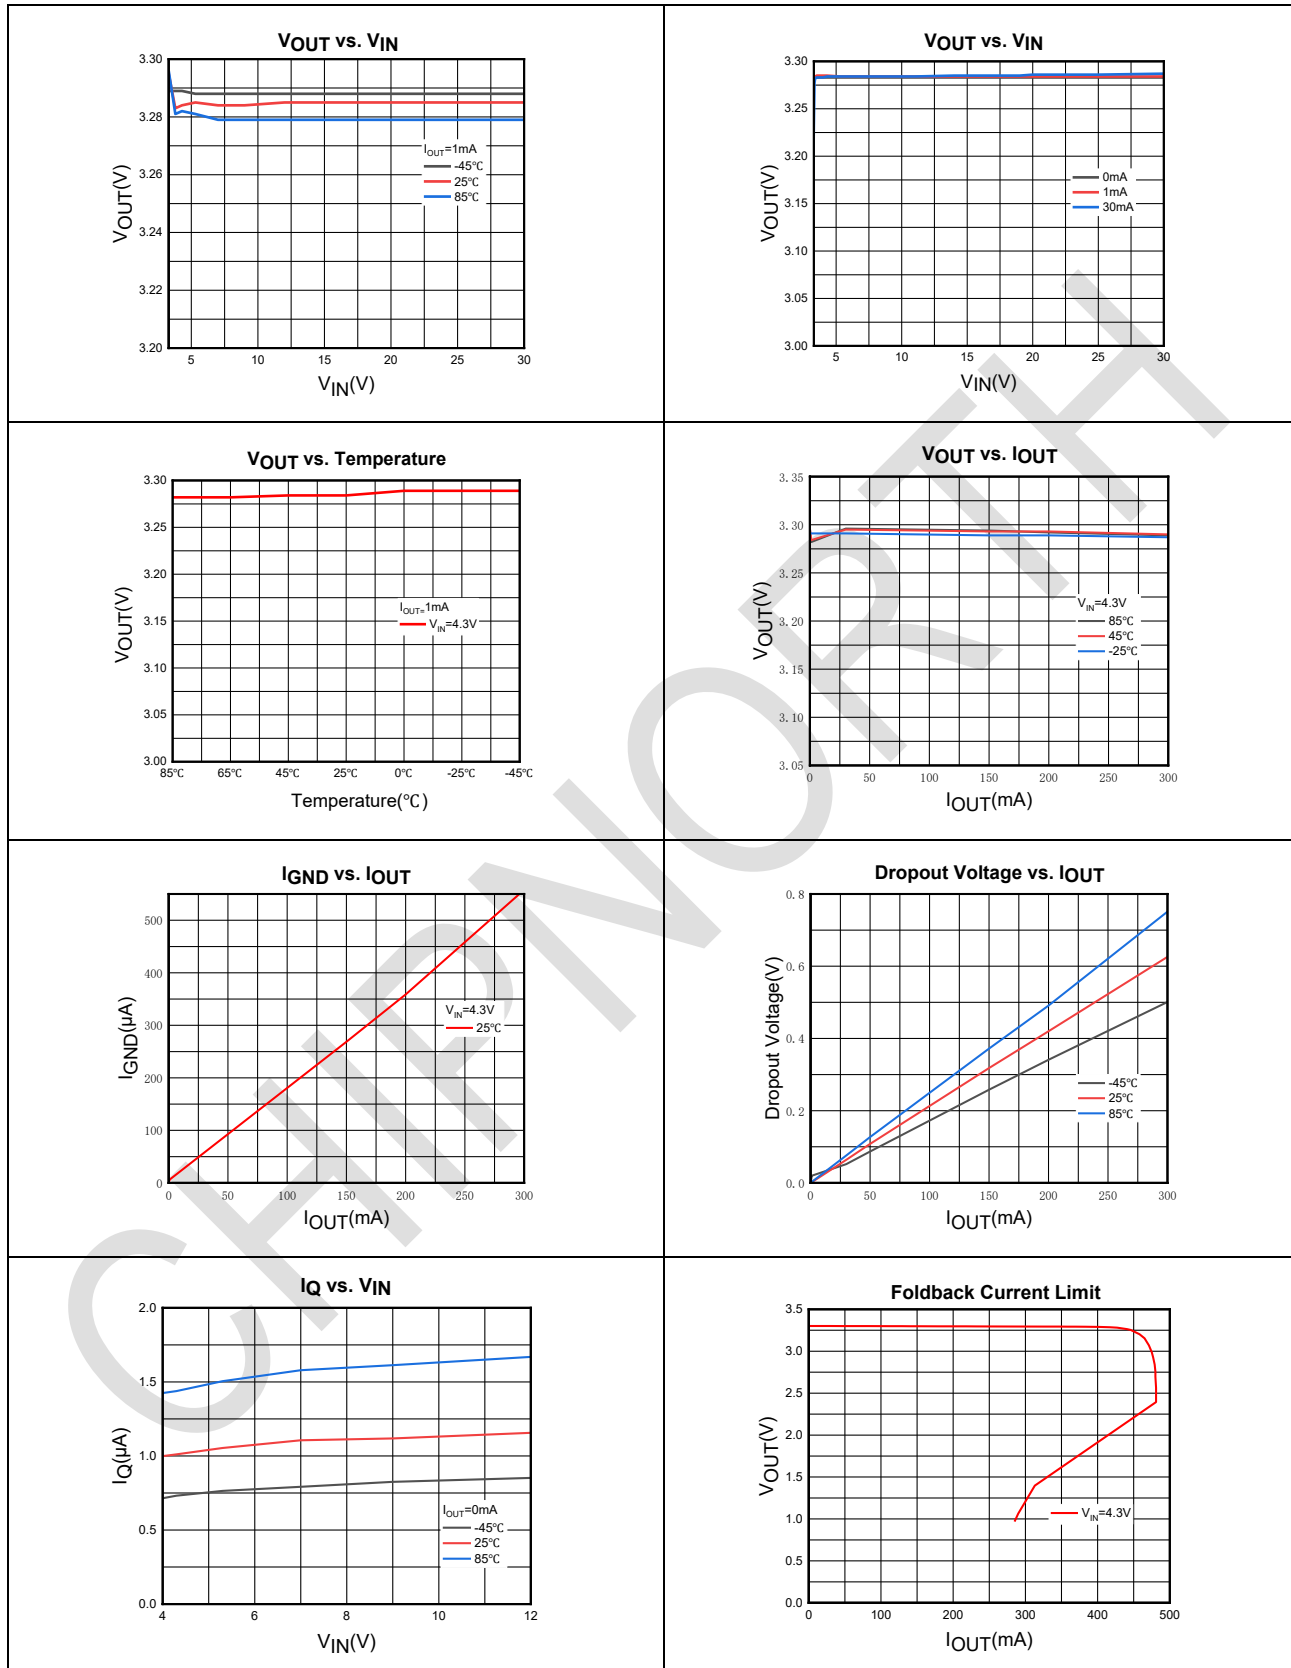 VOUT vs. VIN
3.30
3.28
3.26
3.24
3.22
3.20
VOUT(V)
IOUT=1mA
-45℃
25℃
85℃
5 10 15 20 25 30
VIN(V)
VOUT vs. VIN
3.30
3.25
3.20
3.15
3.10
3.05
3.00
VOUT(V)
0mA
1mA
30mA
5 10 15 20 25 30
VIN(V)
VOUT vs. Temperature
3.30
3.25
3.20
3.15
3.10
3.05
3.00
VOUT(V)
IOUT=1mA
VIN=4.3V
85℃ 65℃ 45℃ 25℃ 0℃ -25℃ -45℃
Temperature(℃)
VOUT vs. IOUT
3.35
3.30
3.25
3.20
3.15
3.10
3.05
VOUT(V)
VIN=4.3V
85℃
45℃
-25℃
0 50 100 150 200 250 300
IOUT(mA)
IGND vs. IOUT
500
400
300
200
100
0
IGND(µA)
VIN=4.3V
25℃
0 50 100 150 200 250 300
IOUT(mA)
Dropout Voltage vs. IOUT
0.8
0.6
0.4
0.2
0.0
Dropout Voltage(V)
-45℃
25℃
85℃
0 50 100 150 200 250 300
IOUT(mA)
IQ vs. VIN
2.0
1.5
1.0
0.5
0.0
IQ(µA)
IOUT=0mA
-45℃
25℃
85℃
4 6 8 10 12
VIN(V)
Foldback Current Limit
3.5
3.0
2.5
2.0
1.5
1.0
0.5
0.0
VOUT(V)
VIN=4.3V
0 100 200 300 400 500
IOUT(mA)
CHIPNORTH